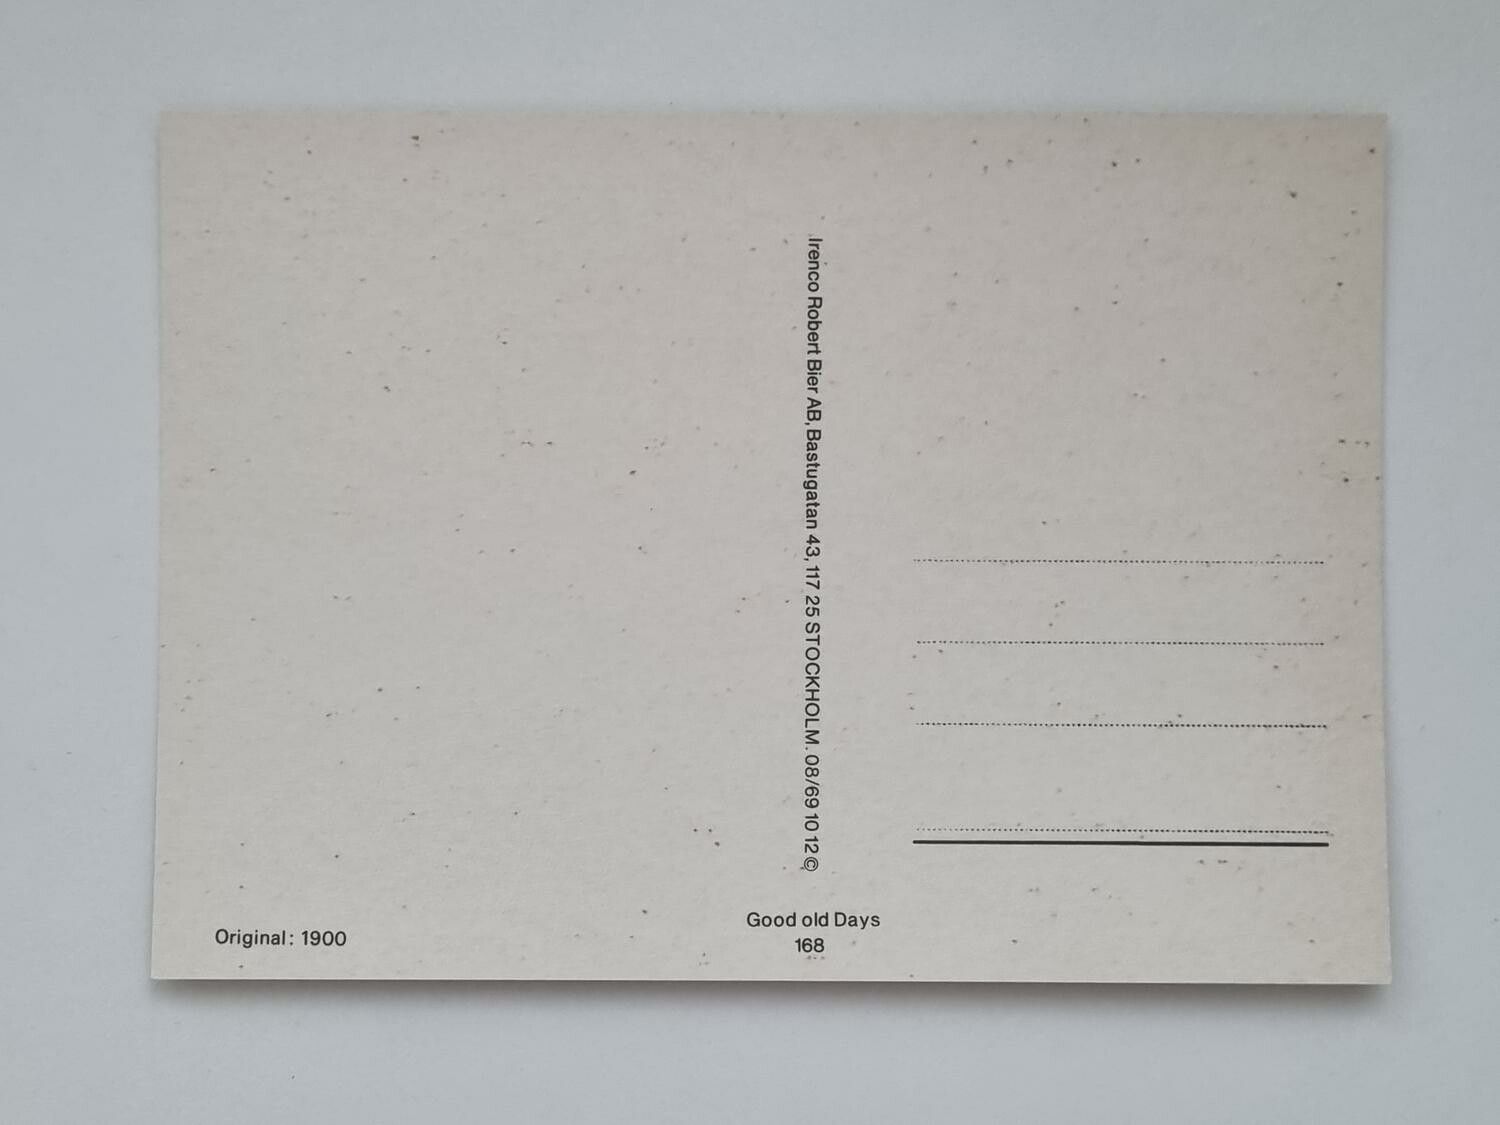 Irenco Robert Bier AB, Bastugatan 43, 117 25 STOCKHOLM. 08/69 10 12 ©
Original: 1900
Good old Days
168